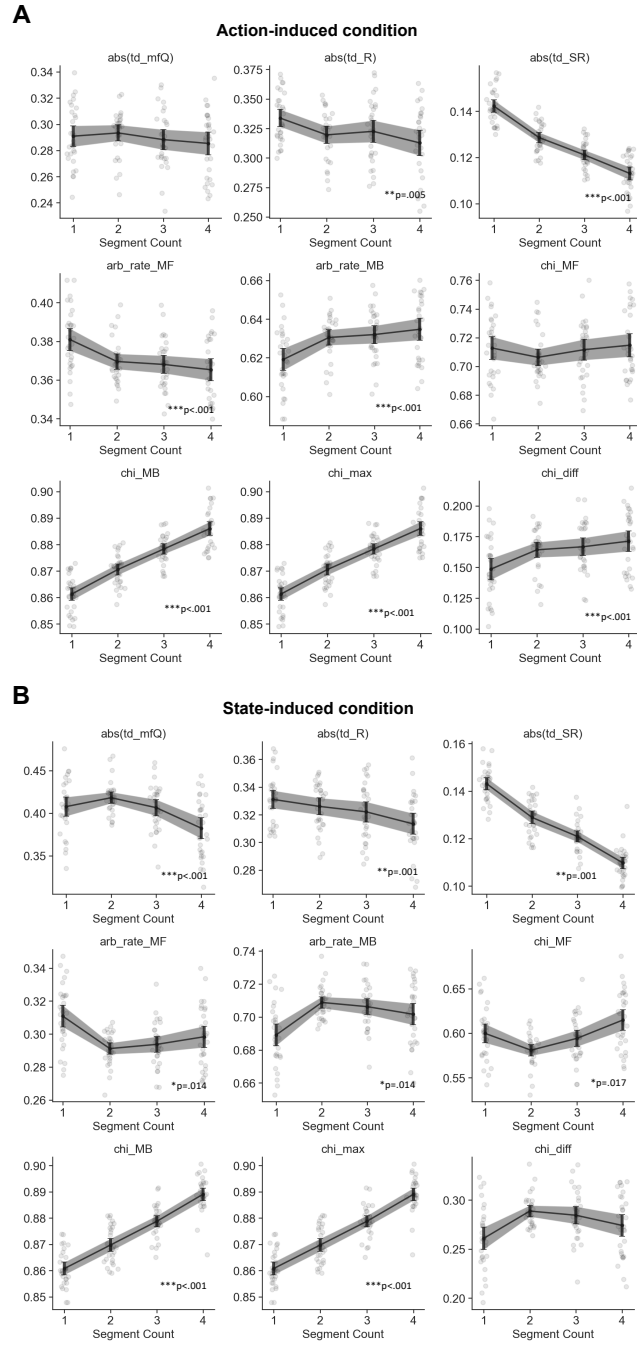 A
Action-induced condition
abs(td_mfQ) abs(td_R) abs(td_SR)
0.34 0.32 0.30 0.28 0.26 0.24
0.375 0.350 0.325 0.300 0.275 0.250
0.14 0.12 0.10
**p=.005 ***p<.001
1 2 3 4 1 2 3 4 1 2 3 4
Segment Count Segment Count Segment Count
arb_rate_MF arb_rate_MB chi_MF
0.40 0.38 0.36 0.34
0.66 0.64 0.62 0.60
0.76 0.74 0.72 0.70 0.68 0.66
***p<.001 ***p<.001
1 2 3 4 1 2 3 4 1 2 3 4
Segment Count Segment Count Segment Count
chi_MB chi_max chi_diff
0.90 0.89 0.88 0.87 0.86 0.85
0.90 0.89 0.88 0.87 0.86 0.85
0.200 0.175 0.150 0.125 0.100
***p<.001 ***p<.001 ***p<.001
1 2 3 4 1 2 3 4 1 2 3 4
Segment Count Segment Count Segment Count
B
State-induced condition
abs(td_mfQ) abs(td_R) abs(td_SR)
0.45 0.40 0.35
0.36 0.34 0.32 0.30 0.28
0.16 0.14 0.12 0.10
***p<.001 **p=.001 **p=.001
1 2 3 4 1 2 3 4 1 2 3 4
Segment Count Segment Count Segment Count
arb_rate_MF arb_rate_MB chi_MF
0.34 0.32 0.30 0.28 0.26
0.74 0.72 0.70 0.68 0.66
0.65 0.60 0.55
*p=.014 *p=.014 *p=.017
1 2 3 4 1 2 3 4 1 2 3 4
Segment Count Segment Count Segment Count
chi_MB chi_max chi_diff
0.90 0.89 0.88 0.87 0.86 0.85
0.90 0.89 0.88 0.87 0.86 0.85
0.30 0.25 0.20
***p<.001 ***p<.001
1 2 3 4 1 2 3 4 1 2 3 4
Segment Count Segment Count Segment Count